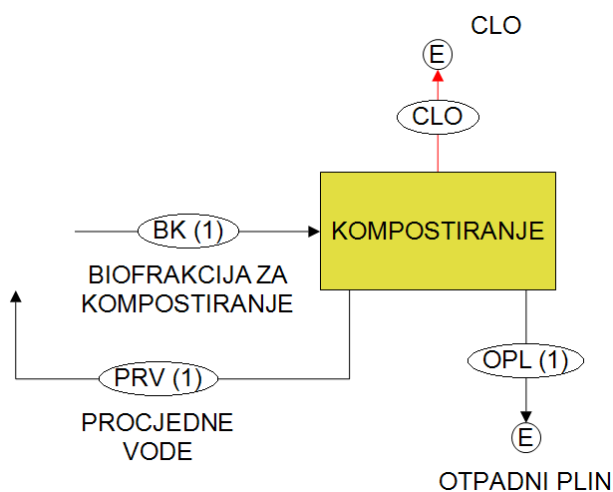 CLO
E
CLO
BK (1)
KOMPOSTIRANJE
BIOFRAKCIJA ZA
KOMPOSTIRANJE
OPL (1)
PRV (1)
PROCJEDNE
VODE
E
OTPADNI PLIN